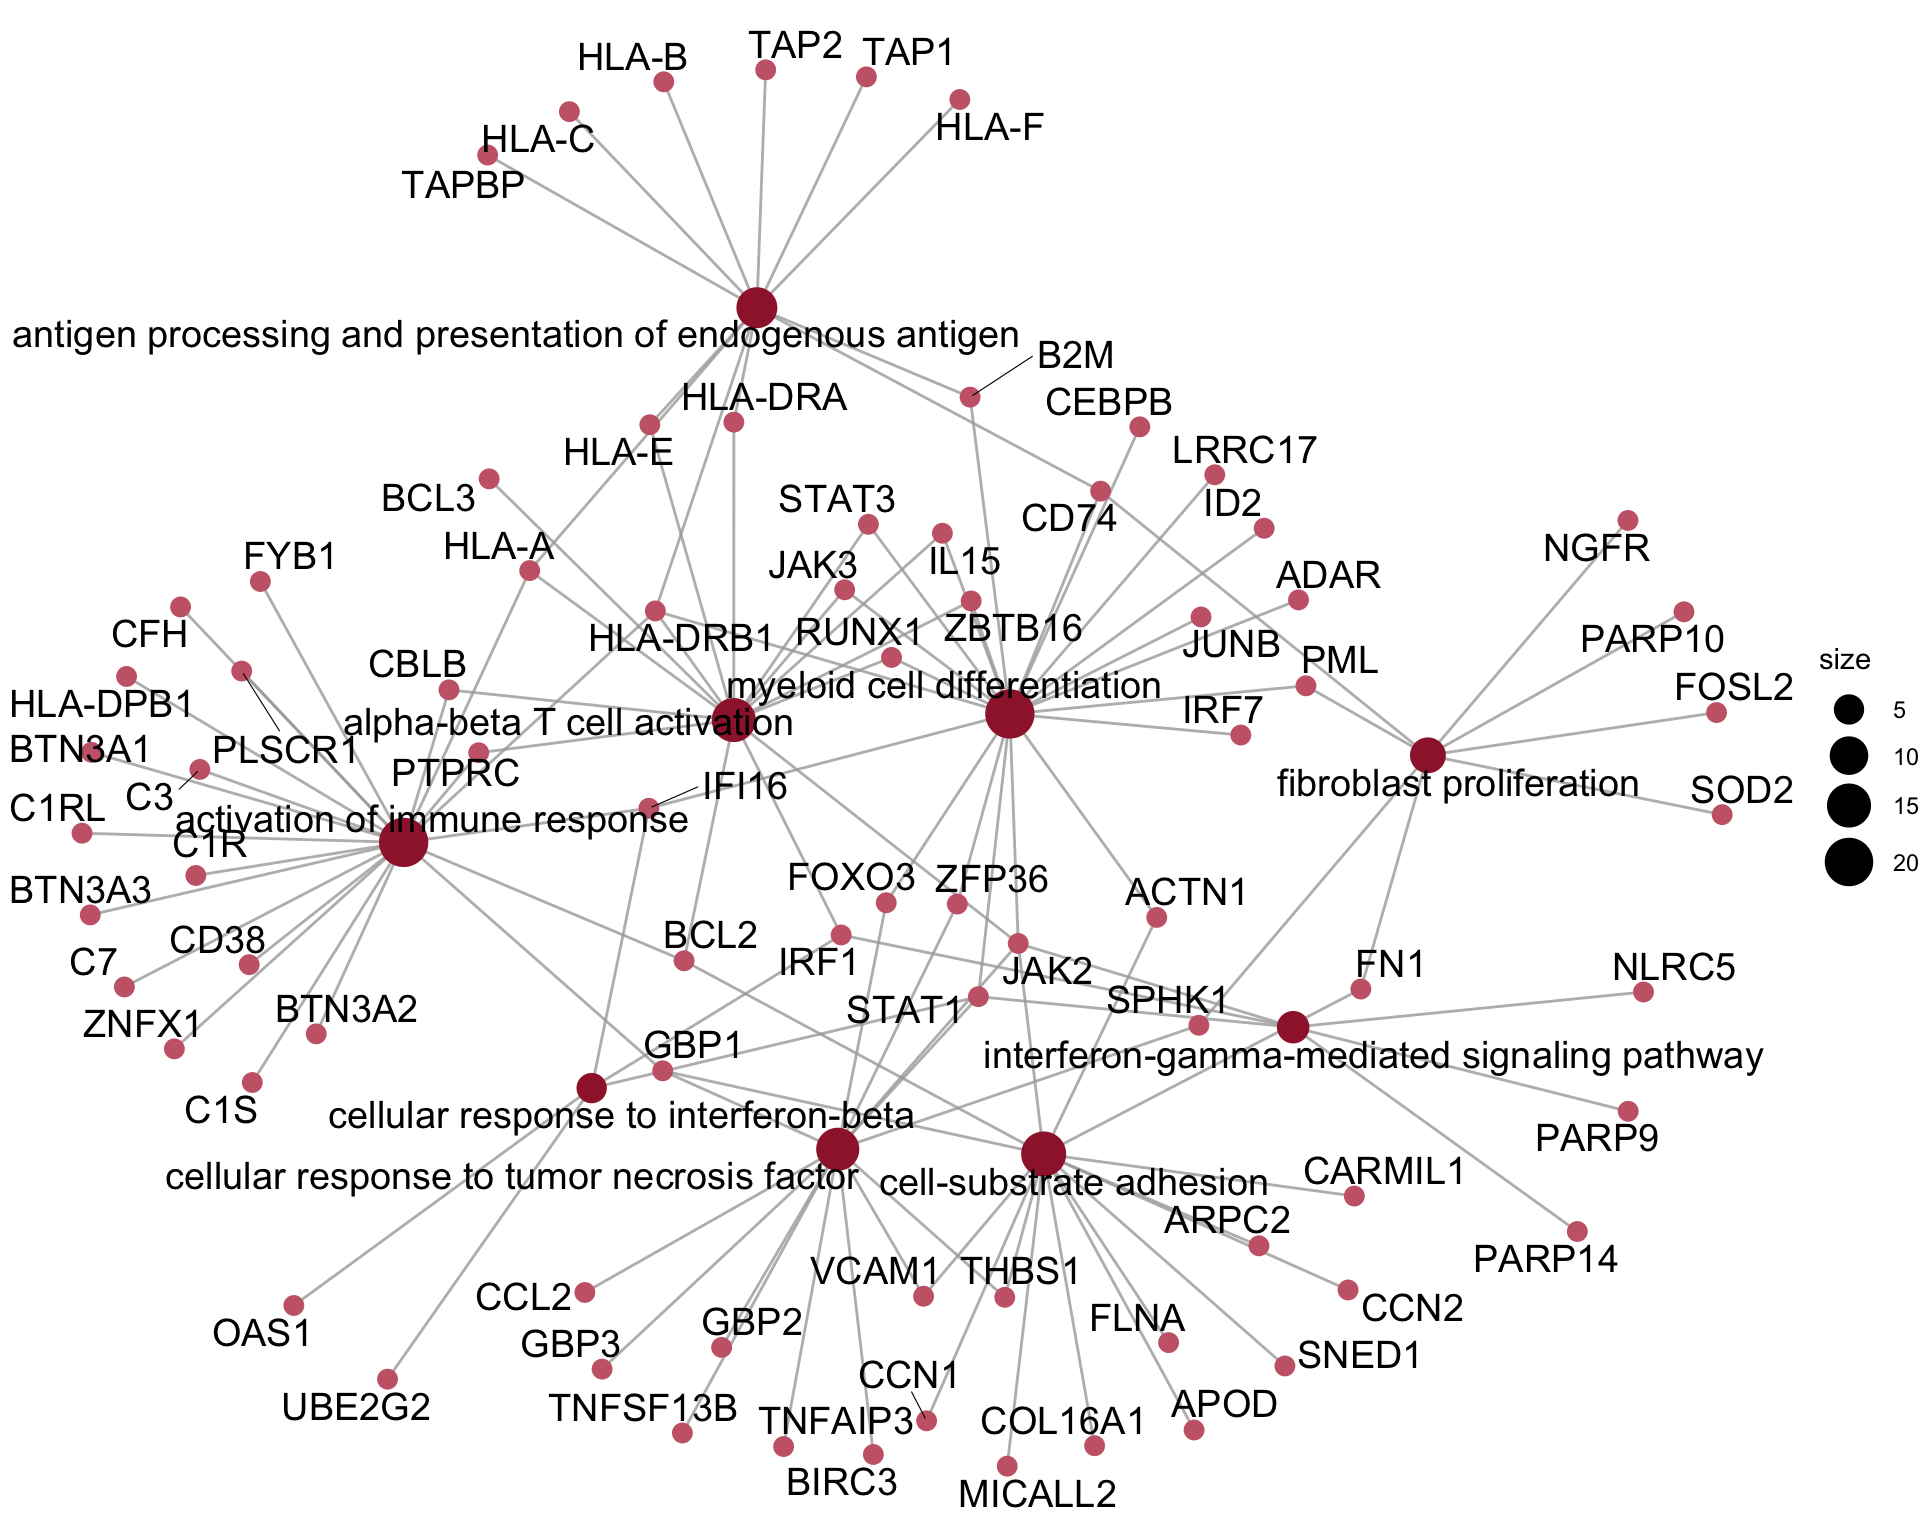 HLA-B
TAP2
TAP1
HLA-C
HLA-F
TAPBP
antigen processing and presentation of endogenous antigen
B2M
HLA-DRA
CEBPB
HLA-E
LRRC17
BCL3
STAT3
CD74
ID2
HLA-A
FYB1
JAK3
IL15
NGFR
ADAR
CFH
HLA-DRB1
RUNX1
ZBTB16
JUNB
PARP10
CBLB
PML
size
HLA-DPB1
myeloid cell differentiation
FOSL2
alpha-beta T cell activation
IRF7
5
BTN3A1
PLSCR1
PTPRC
10
C3
IFI16
fibroblast proliferation
SOD2
C1RL
activation of immune response
15
C1R
20
BTN3A3
FOXO3
ZFP36
ACTN1
CD38
BCL2
C7
IRF1
JAK2
FN1
NLRC5
ZNFX1
BTN3A2
STAT1
SPHK1
GBP1
interferon-gamma-mediated signaling pathway
C1S
cellular response to interferon-beta
PARP9
cellular response to tumor necrosis factor
cell-substrate adhesion
CARMIL1
ARPC2
PARP14
VCAM1
THBS1
CCL2
CCN2
OAS1
GBP2
FLNA
GBP3
SNED1
CCN1
UBE2G2
TNFSF13B
TNFAIP3
COL16A1
APOD
BIRC3
MICALL2